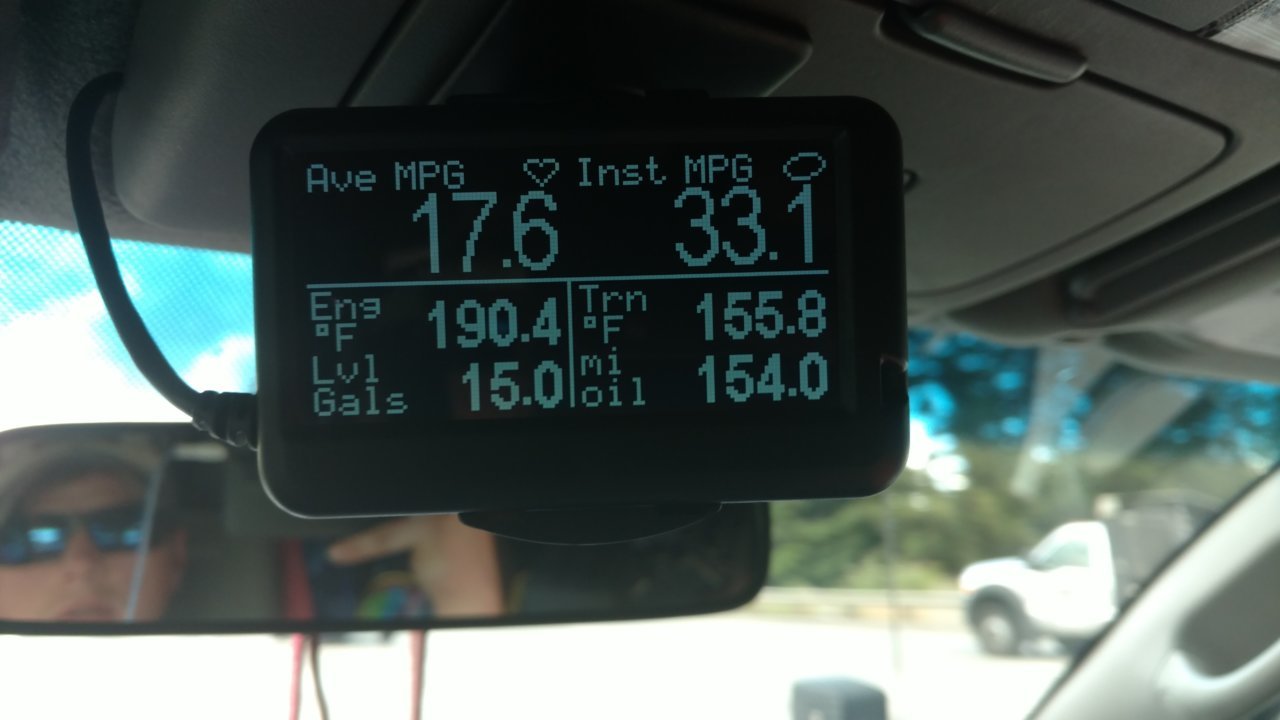 Ave MPG Inst MPG
17.6 33.1
Eng °F 190.4 Trn °F 155.8
Lvl Gals 15.0 mi oil 154.0